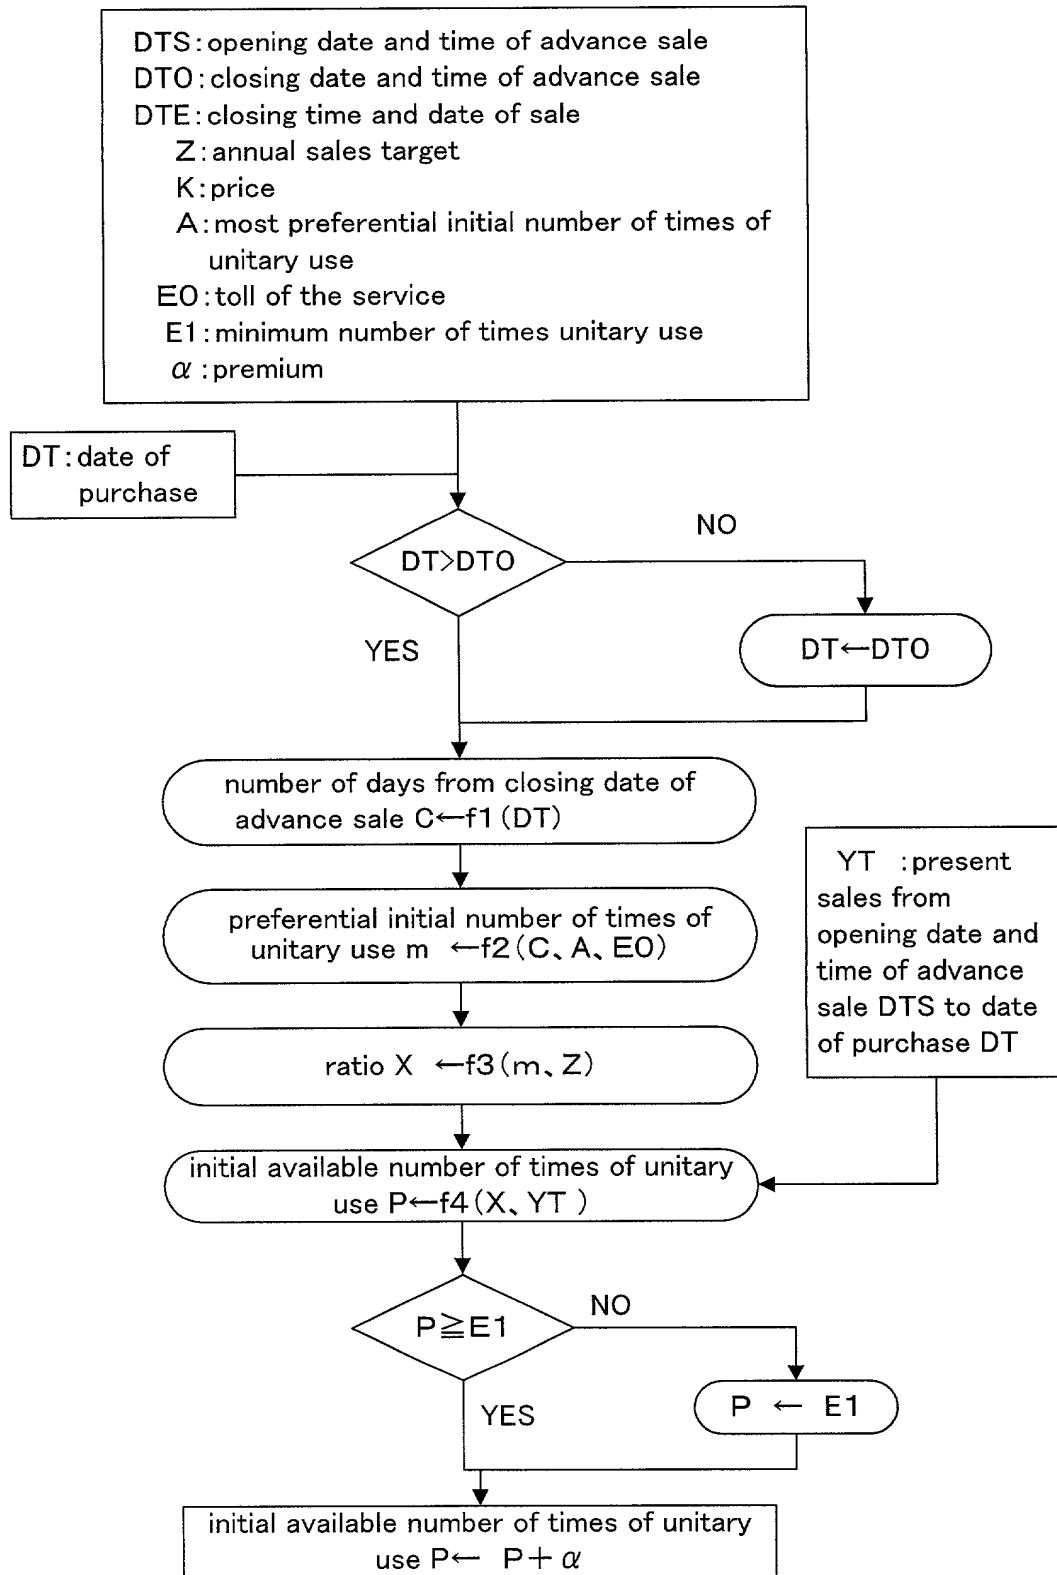 DTS:opening date and time of advance sale
DTO:closing date and time of advance sale
DTE:closing time and date of sale
Z:annual sales target
K:price
A:most preferential initial number of times of
unitary use
EO:toll of the service
E1:minimum number of times unitary use
α:premium
DT:date of
purchase
DT>DTO
NO
YES
DT←DTO
number of days from closing date of
advance sale C←f1(DT)
YT :present
sales from
opening date and
time of advance
sale DTS to date
of purchase DT
preferential initial number of times of
unitary use m ←f2(C、A、EO)
ratio X ←f3(m、Z)
initial available number of times of unitary
use P←f4(X、YT )
P≧E1
NO
YES
P ← E1
initial available number of times of unitary
use P← P+α